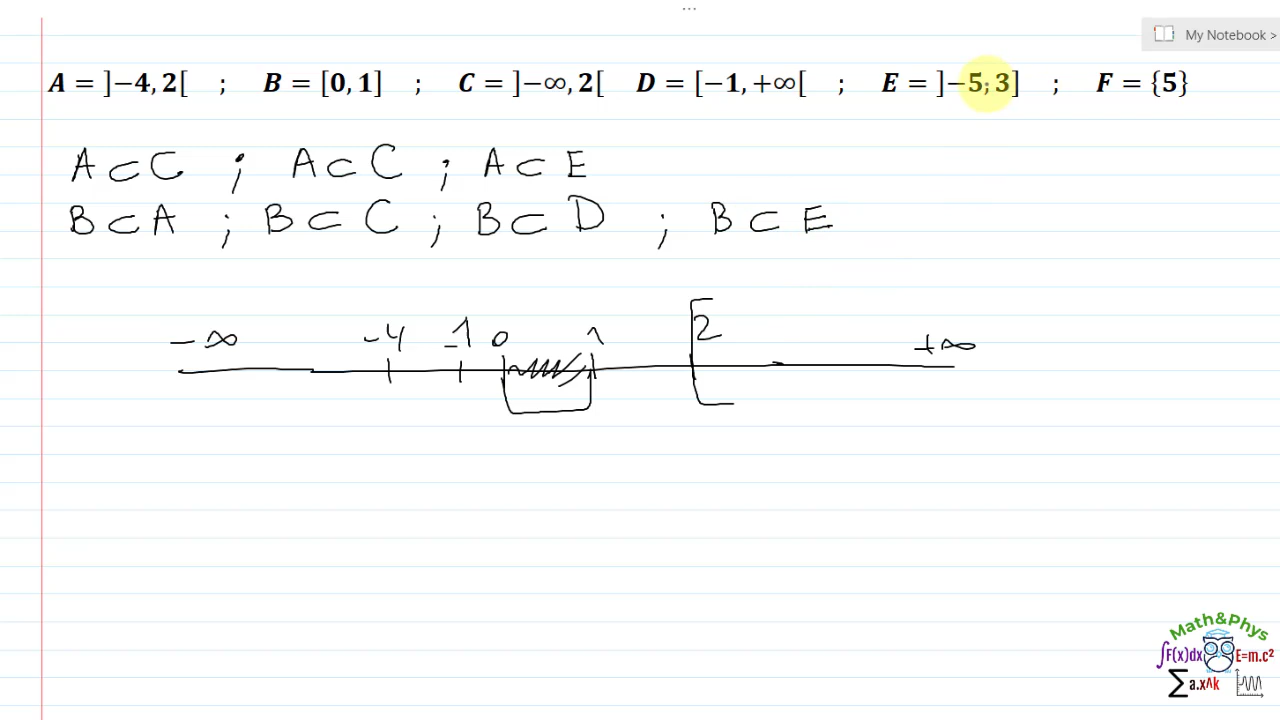 ...
My Notebook >
A = ]−4, 2[ ; B = [0, 1] ; C = ]−∞, 2[ D = [−1, +∞[ ; E = ]−5; 3] ; F = {5}
A ⊂ C ; A ⊂ C ; A ⊂ E
B ⊂ A ; B ⊂ C ; B ⊂ D ; B ⊂ E
−∞ −4 −1 0 1 2 +∞
Math&Phys
∫F(x)dx E=m.c²
∑ a.x^k